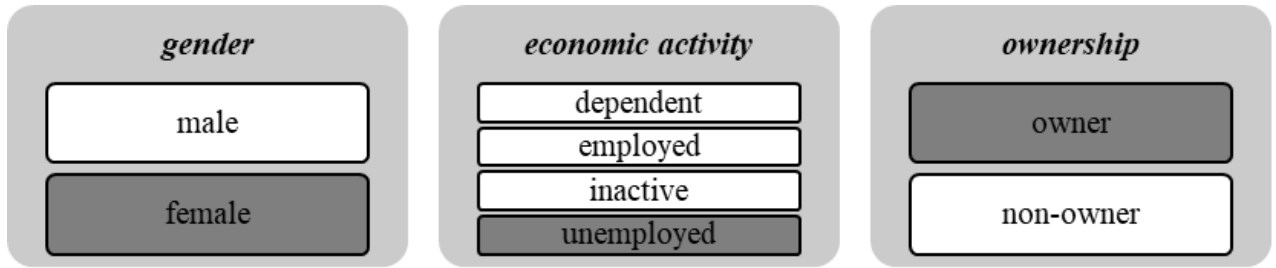 gender
male
female
economic activity
dependent
employed
inactive
unemployed
ownership
owner
non-owner